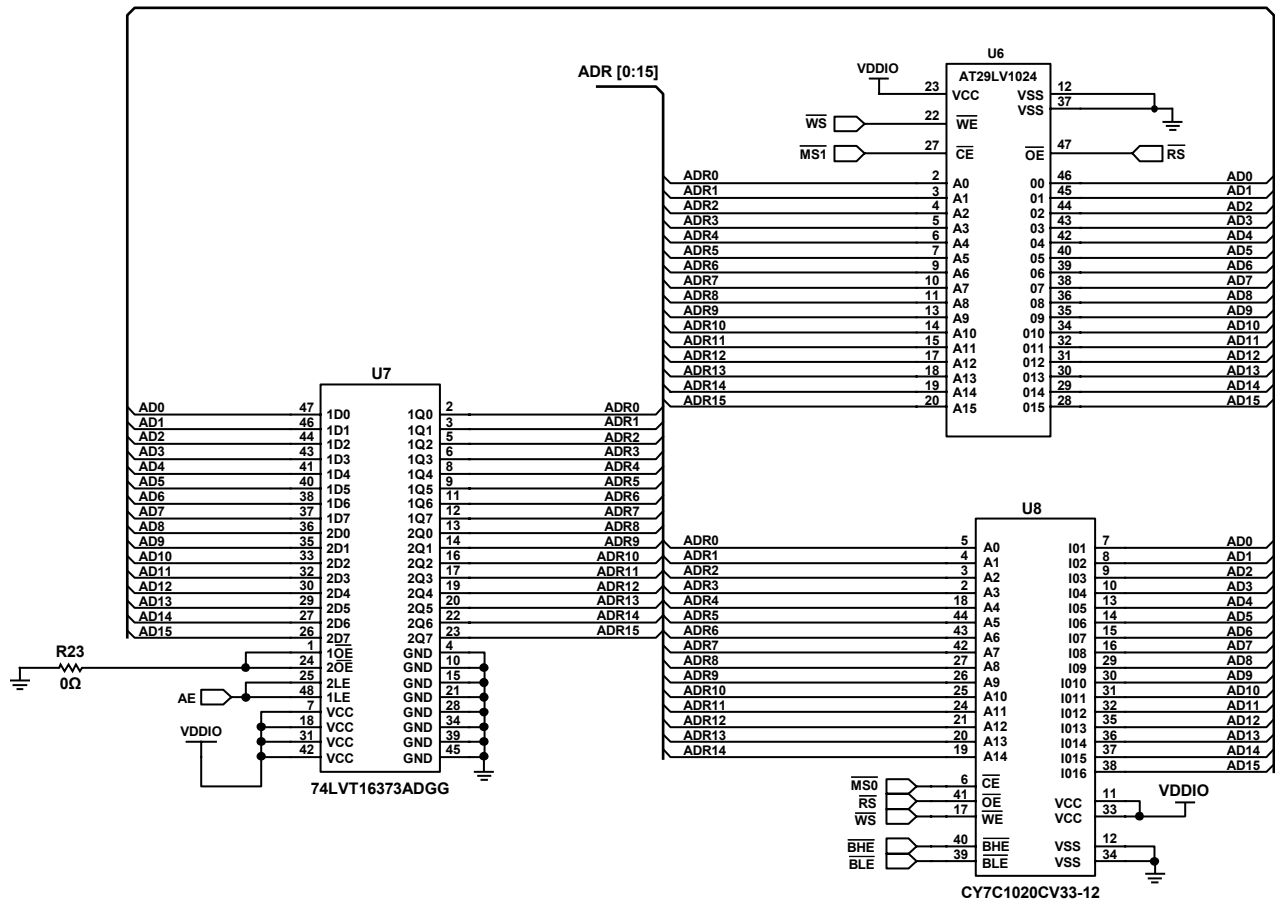 ADR [0:15]
U6
AT29LV1024
VDDIO
23 VCC VSS 12
VSS 37
WS 22 WE
MS1 27 CE OE 47 RS
ADR0 2 A0 00 46 AD0
ADR1 3 A1 01 45 AD1
ADR2 4 A2 02 44 AD2
ADR3 5 A3 03 43 AD3
ADR4 6 A4 04 42 AD4
ADR5 7 A5 05 40 AD5
ADR6 9 A6 06 39 AD6
ADR7 10 A7 07 38 AD7
ADR8 11 A8 08 36 AD8
ADR9 13 A9 09 35 AD9
ADR10 14 A10 010 34 AD10
ADR11 15 A11 011 32 AD11
ADR12 17 A12 012 31 AD12
ADR13 18 A13 013 30 AD13
ADR14 19 A14 014 29 AD14
ADR15 20 A15 015 28 AD15
U7
AD0 47 1D0 1Q0 2 ADR0
AD1 46 1D1 1Q1 3 ADR1
AD2 44 1D2 1Q2 5 ADR2
AD3 43 1D3 1Q3 6 ADR3
AD4 41 1D4 1Q4 8 ADR4
AD5 40 1D5 1Q5 9 ADR5
AD6 38 1D6 1Q6 11 ADR6
AD7 37 1D7 1Q7 12 ADR7
AD8 36 2D0 2Q0 13 ADR8
AD9 35 2D1 2Q1 14 ADR9
AD10 33 2D2 2Q2 16 ADR10
AD11 32 2D3 2Q3 17 ADR11
AD12 30 2D4 2Q4 19 ADR12
AD13 29 2D5 2Q5 20 ADR13
AD14 27 2D6 2Q6 22 ADR14
AD15 26 2D7 2Q7 23 ADR15
R23
0Ω
1 1OE GND 4
24 2OE GND 10
25 2LE GND 15
AE 48 1LE GND 21
7 VCC GND 28
VDDIO
18 VCC GND 34
31 VCC GND 39
42 VCC GND 45
74LVT16373ADGG
U8
ADR0 5 A0 I01 7 AD0
ADR1 4 A1 I02 8 AD1
ADR2 3 A2 I03 9 AD2
ADR3 2 A3 I04 10 AD3
ADR4 18 A4 I05 13 AD4
ADR5 44 A5 I06 14 AD5
ADR6 43 A6 I07 15 AD6
ADR7 42 A7 I08 16 AD7
ADR8 27 A8 I09 29 AD8
ADR9 26 A9 I010 30 AD9
ADR10 25 A10 I011 31 AD10
ADR11 24 A11 I012 32 AD11
ADR12 21 A12 I013 35 AD12
ADR13 20 A13 I014 36 AD13
ADR14 19 A14 I015 37 AD14
I016 38 AD15
MS0 6 CE
RS 41 OE VCC 11 VDDIO
WS 17 WE VCC 33
BHE 40 BHE VSS 12
BLE 39 BLE VSS 34
CY7C1020CV33-12